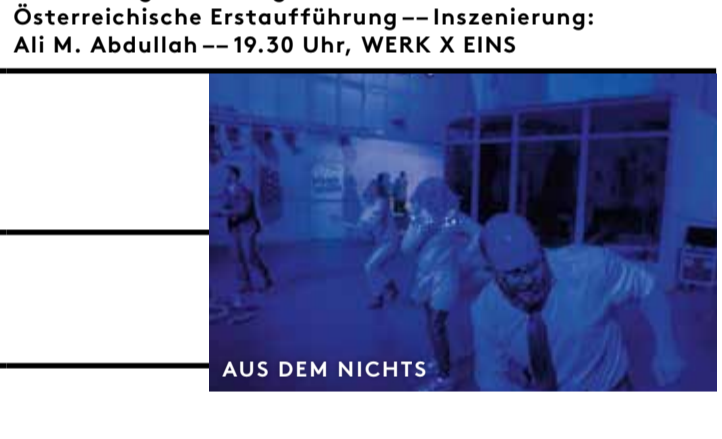 Österreichische Erstaufführung––Inszenierung:
Ali M. Abdullah––19.30 Uhr, WERK X EINS
AUS DEM NICHTS